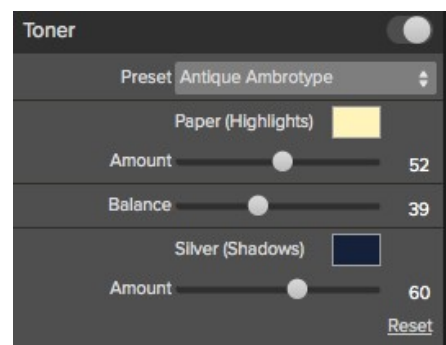 Toner
Preset Antique Ambrotype
Paper (Highlights)
Amount 52
Balance 39
Silver (Shadows)
Amount 60
Reset